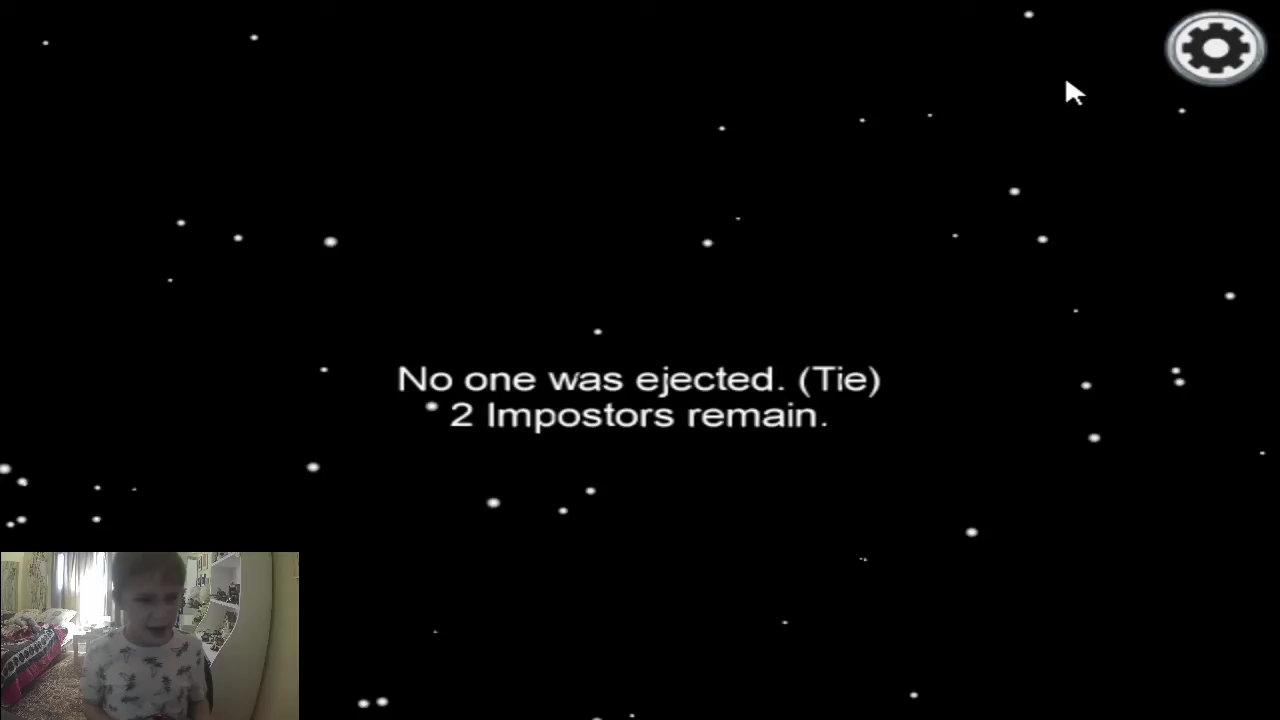 No one was ejected. (Tie)
2 Impostors remain.